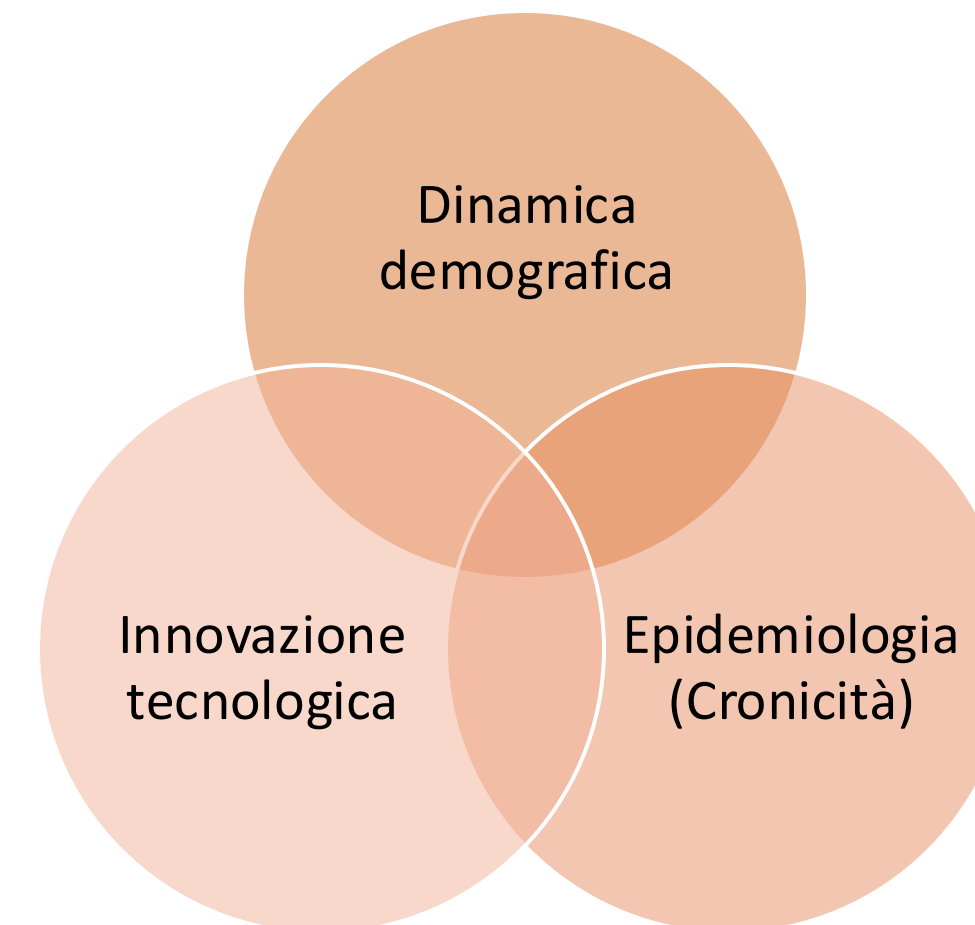 Dinamica
demografica
Innovazione
tecnologica
Epidemiologia
(Cronicità)